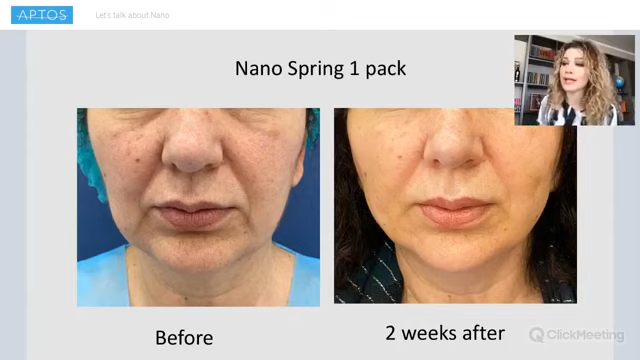 APTOS
Let's talk about Nano
Nano Spring 1 pack
Before
2 weeks after
ClickMeeting